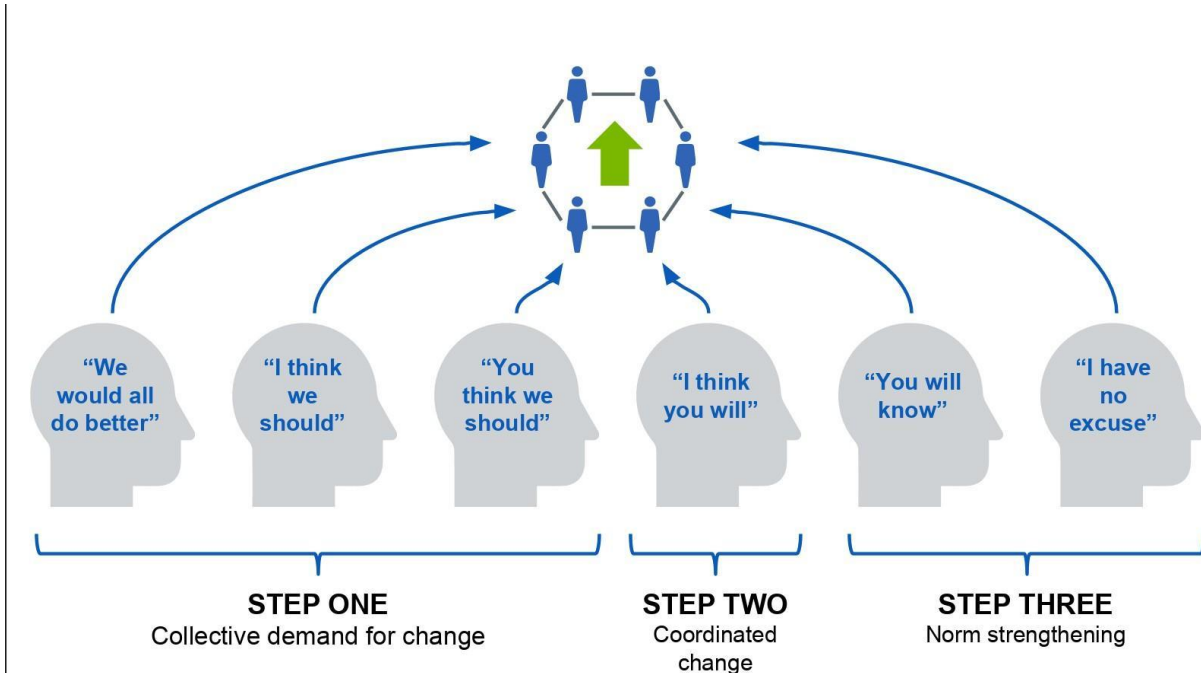 “We
would all
do better”
“I think
we
should”
“You
think we
should”
“I think
you will”
“You will
know”
“I have
no
excuse”
STEP ONE
Collective demand for change
STEP TWO
Coordinated
change
STEP THREE
Norm strengthening